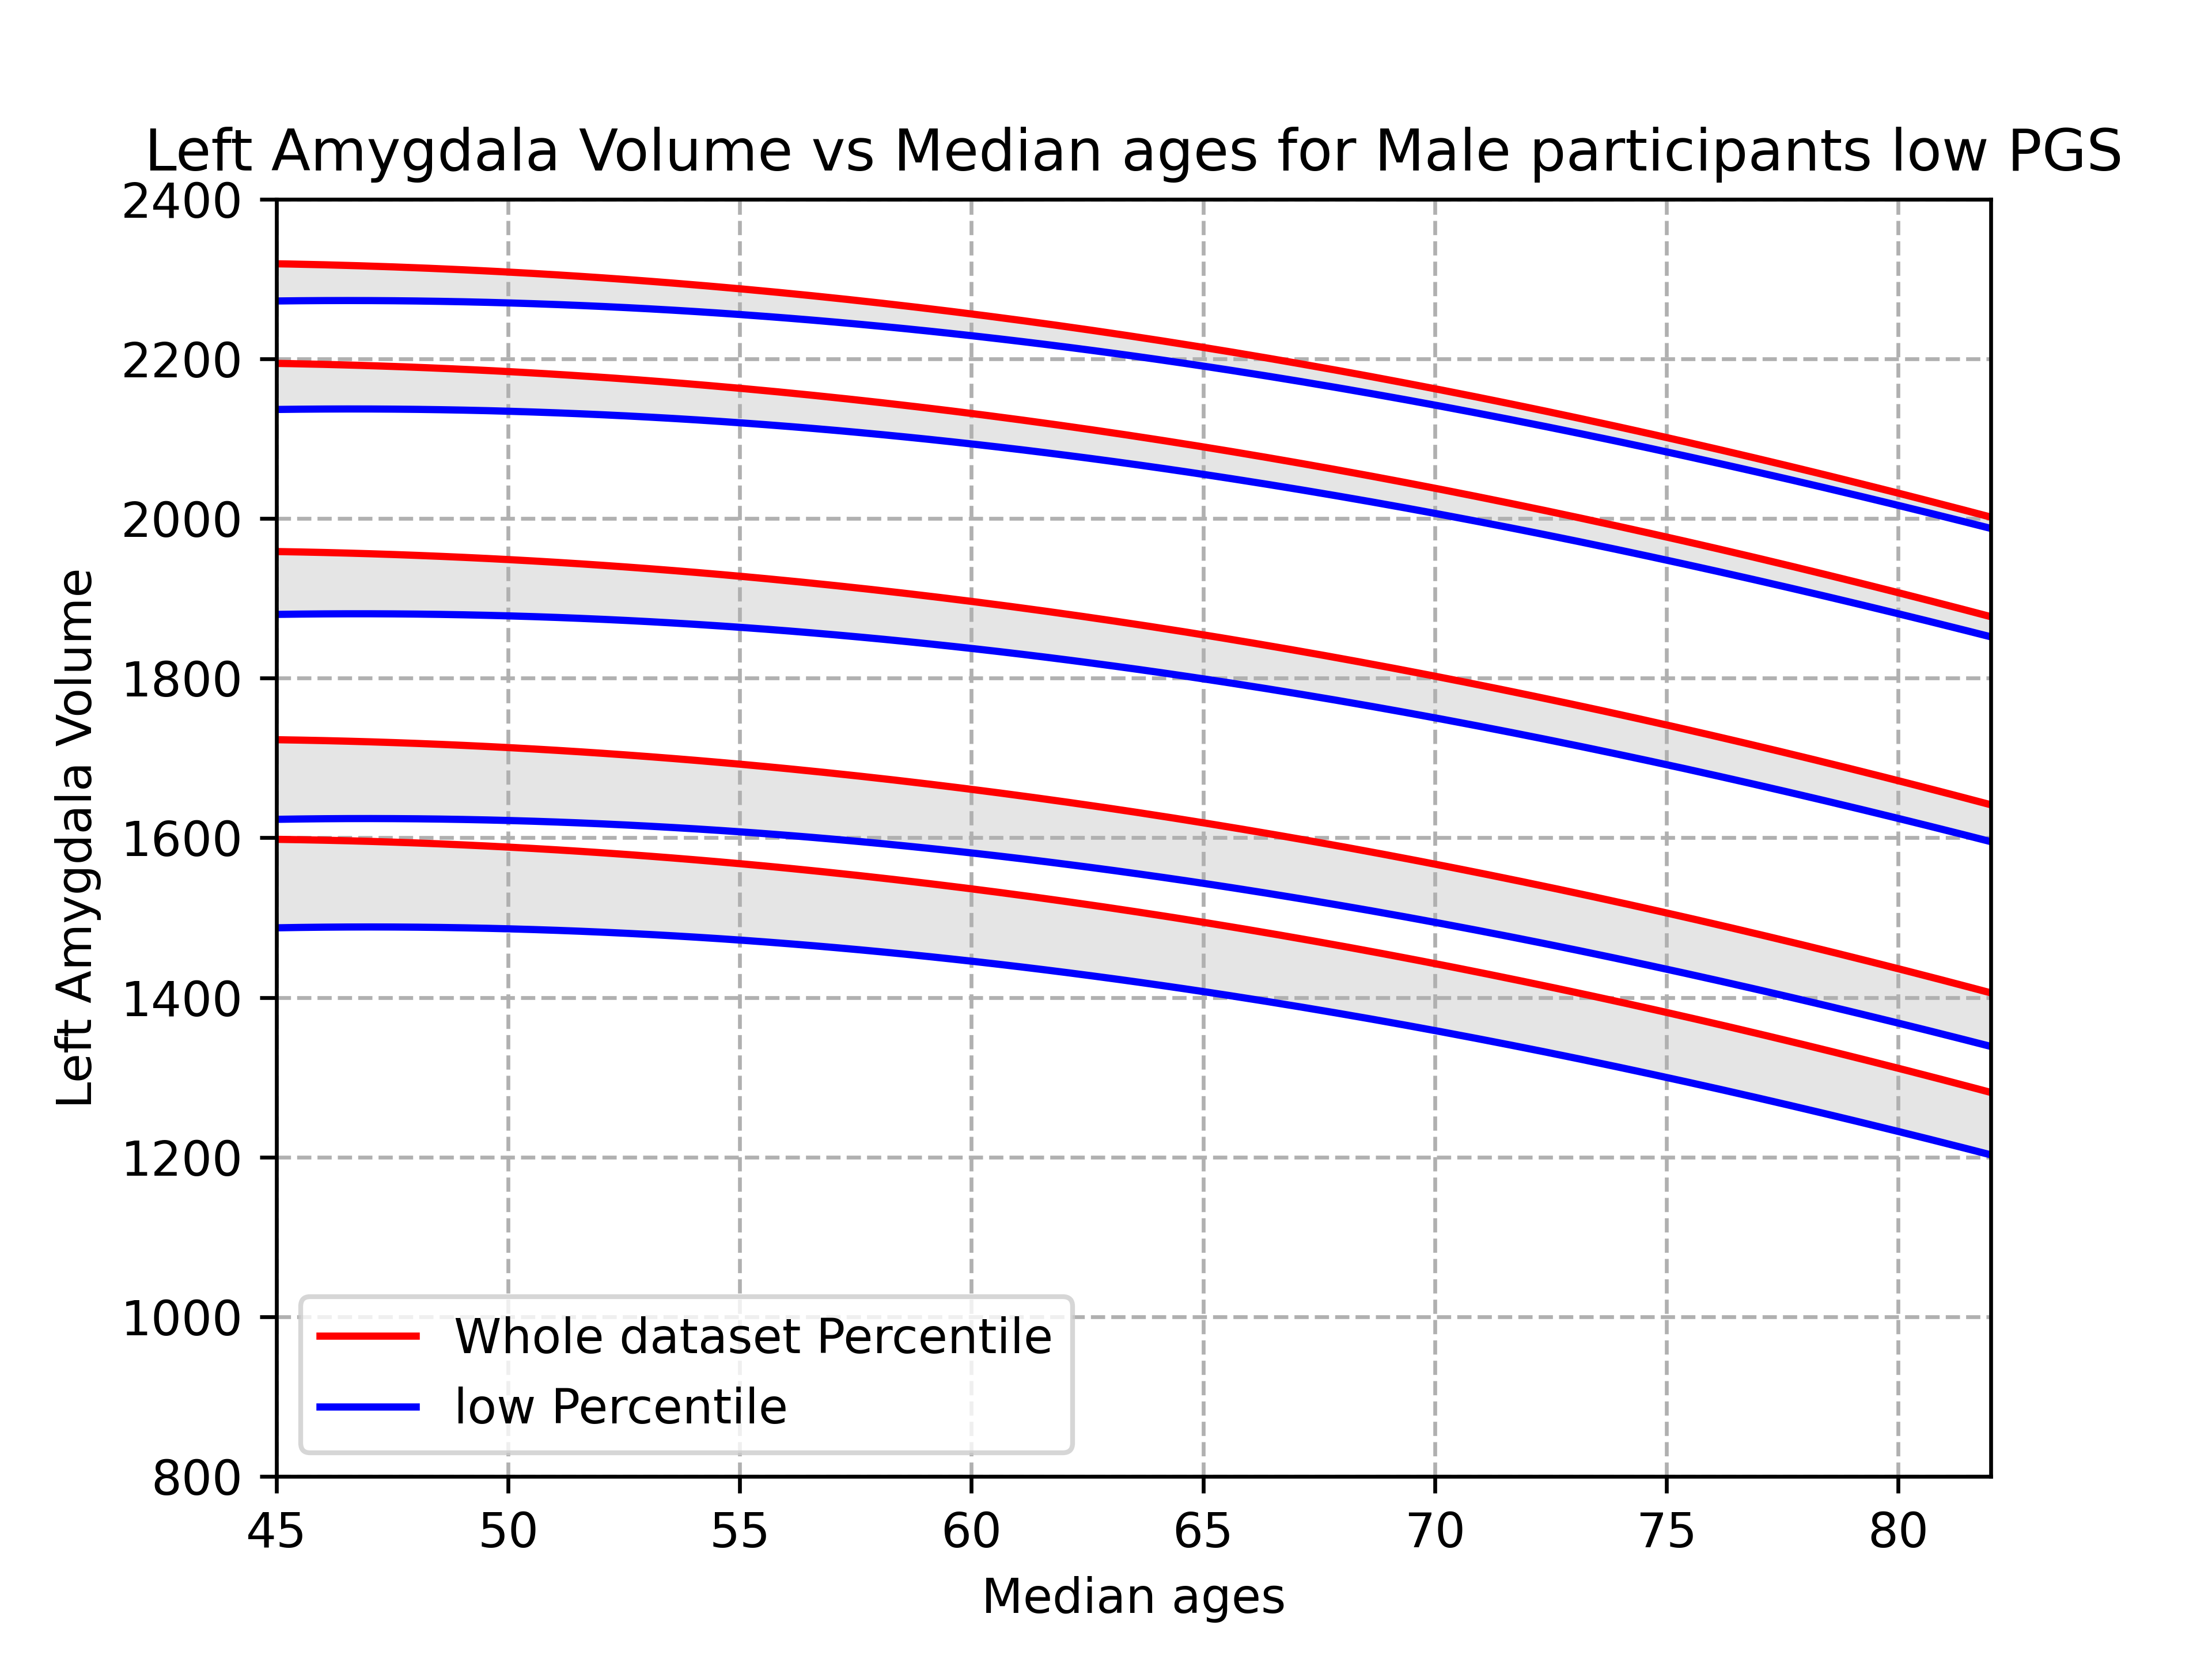 Left Amygdala Volume vs Median ages for Male participants low PGS
2400
2200
2000
1800
1600
1400
1200
1000
800
Left Amygdala Volume
Whole dataset Percentile
low Percentile
45 50 55 60 65 70 75 80
Median ages